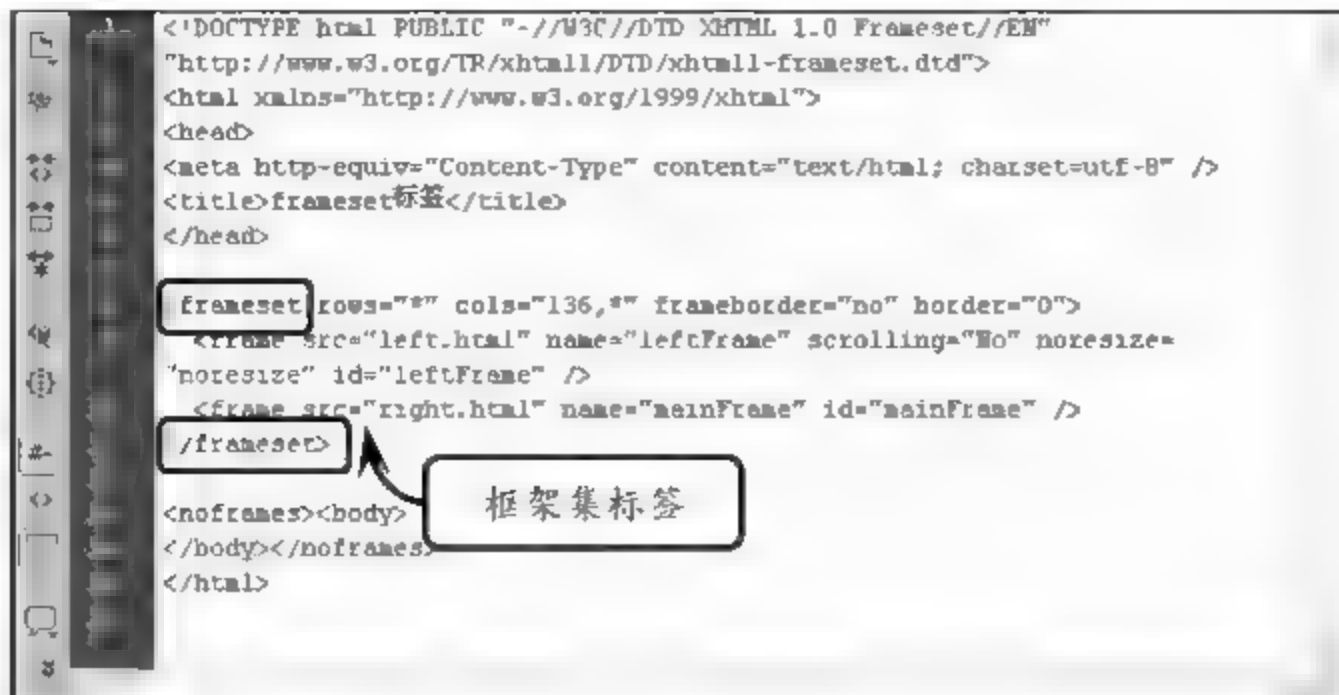 <!DOCTYPE html PUBLIC "-//W3C//DTD XHTML 1.0 Frameset//EN"
"http://www.w3.org/TR/xhtml1/DTD/xhtml1-frameset.dtd">
<html xmlns="http://www.w3.org/1999/xhtml">
<head>
<meta http-equiv="Content-Type" content="text/html; charset=utf-8" />
<title>frameset标签</title>
</head>
frameset rows="*" cols="136,*" frameborder="no" border="0">
<frame src="left.html" name="leftFrame" scrolling="No" noresize=
"noresize" id="leftFrame" />
<frame src="right.html" name="mainFrame" id="mainFrame" />
/frameset>
框架集标签
<noframes><body>
</body></noframes>
</html>